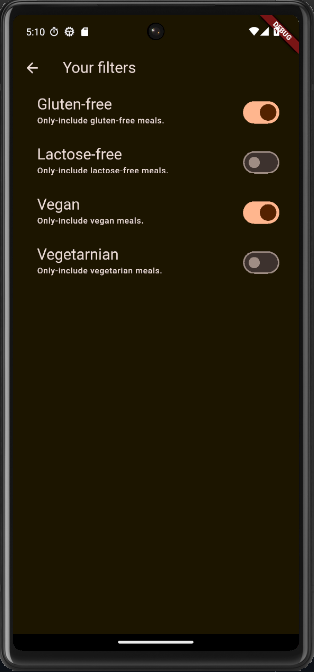 5:10
DEBUG
Your filters
Gluten-free
Only-include gluten-free meals.
Lactose-free
Only-include lactose-free meals.
Vegan
Only-include vegan meals.
Vegetarnian
Only-include vegetarian meals.